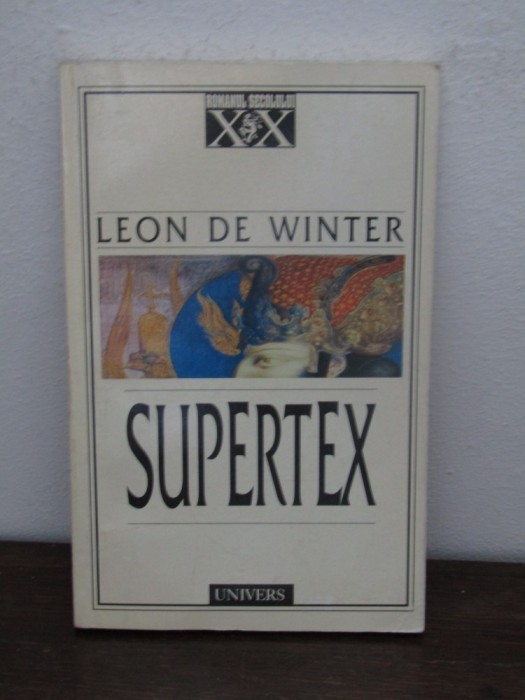 ROMANUL SECOLULUI
XX
LEON DE WINTER
SUPERTEX
UNIVERS